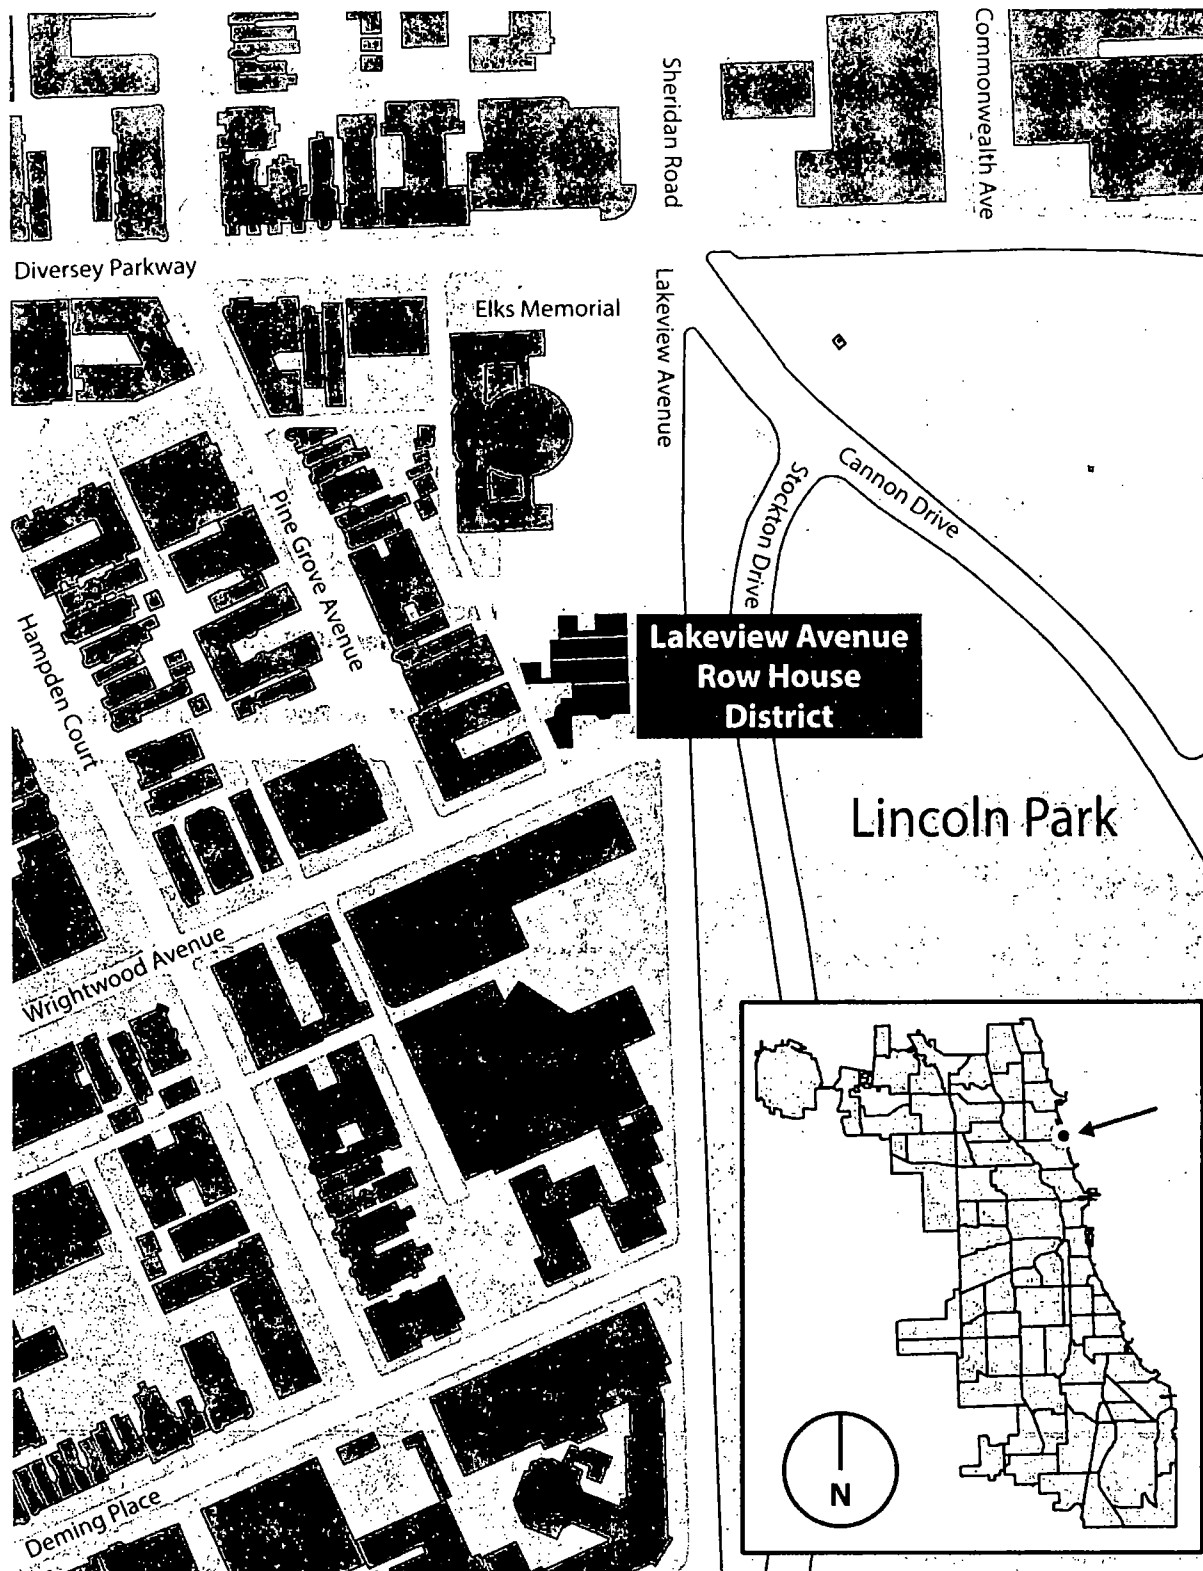 Commonwealth Ave
Sheridan Road
Diversey Parkway
Elks Memorial
Lakeview Avenue
Cannon Drive
Stockton Drive
Pine Grove Avenue
Hampden Court
Lakeview Avenue
Row House
District
Lincoln Park
Wrightwood Avenue
N
Deming Place